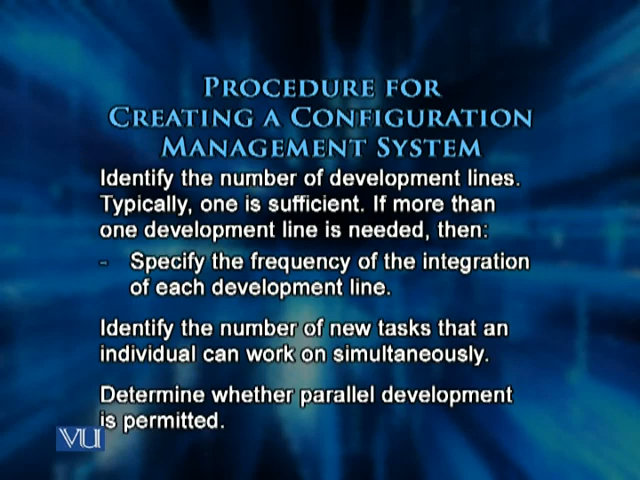 PROCEDURE FOR
CREATING A CONFIGURATION
MANAGEMENT SYSTEM
Identify the number of development lines.
Typically, one is sufficient. If more than
one development line is needed, then:
- Specify the frequency of the integration
of each development line.
Identify the number of new tasks that an
individual can work on simultaneously.
Determine whether parallel development
is permitted.
VU